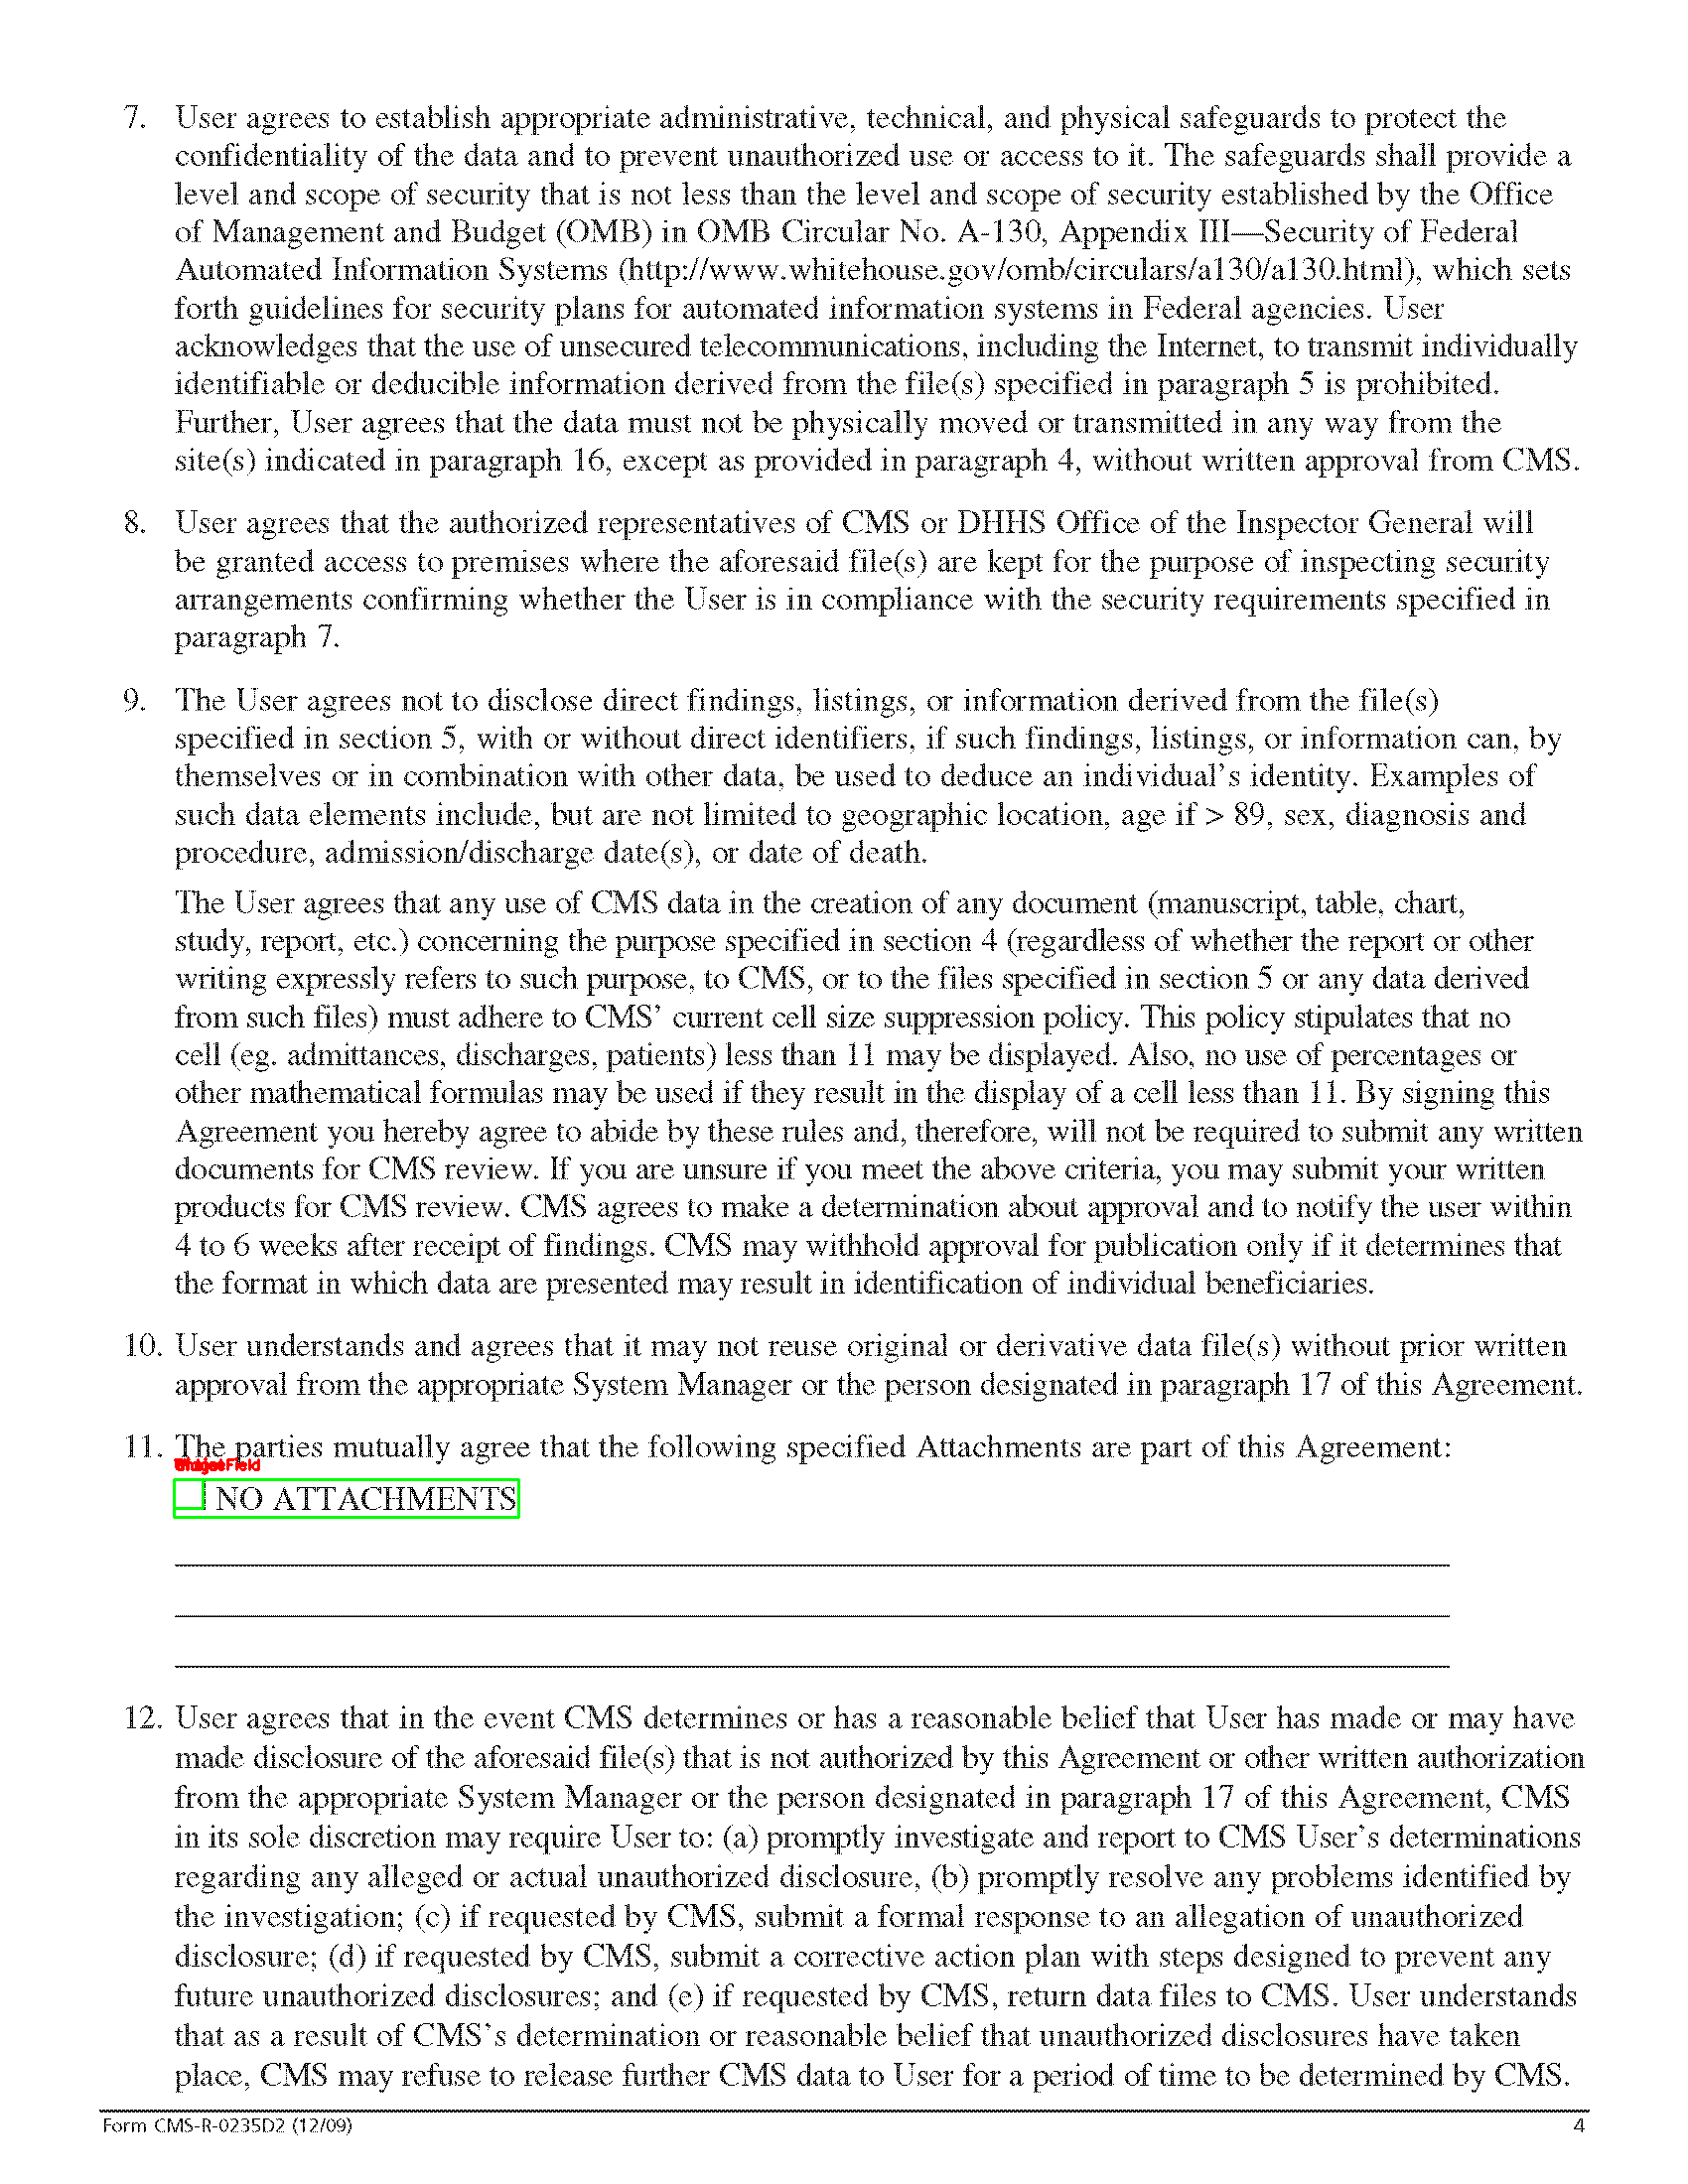 7. User agrees to establish appropriate administrative, technical, and physical safeguards to protect the
confidentiality of the data and to prevent unauthorized use or access to it. The safeguards shall provide a
level and scope of security that is not less than the level and scope of security established by the Office
of Management and Budget (OMB) in OMB Circular No. A-130, Appendix III—Security of Federal
Automated Information Systems (http://www.whitehouse.gov/omb/circulars/a130/a130.html), which sets
forth guidelines for security plans for automated information systems in Federal agencies. User
acknowledges that the use of unsecured telecommunications, including the Internet, to transmit individually
identifiable or deducible information derived from the file(s) specified in paragraph 5 is prohibited.
Further, User agrees that the data must not be physically moved or transmitted in any way from the
site(s) indicated in paragraph 16, except as provided in paragraph 4, without written approval from CMS.
8. User agrees that the authorized representatives of CMS or DHHS Office of the Inspector General will
be granted access to premises where the aforesaid file(s) are kept for the purpose of inspecting security
arrangements confirming whether the User is in compliance with the security requirements specified in
paragraph 7.
9. The User agrees not to disclose direct findings, listings, or information derived from the file(s)
specified in section 5, with or without direct identifiers, if such findings, listings, or information can, by
themselves or in combination with other data, be used to deduce an individual's identity. Examples of
such data elements include, but are not limited to geographic location, age if > 89, sex, diagnosis and
procedure, admission/discharge date(s), or date of death.
The User agrees that any use of CMS data in the creation of any document (manuscript, table, chart,
study, report, etc.) concerning the purpose specified in section 4 (regardless of whether the report or other
writing expressly refers to such purpose, to CMS, or to the files specified in section 5 or any data derived
from such files) must adhere to CMS' current cell size suppression policy. This policy stipulates that no
cell (eg. admittances, discharges, patients) less than 11 may be displayed. Also, no use of percentages or
other mathematical formulas may be used if they result in the display of a cell less than 11. By signing this
Agreement you hereby agree to abide by these rules and, therefore, will not be required to submit any written
documents for CMS review. If you are unsure if you meet the above criteria, you may submit your written
products for CMS review. CMS agrees to make a determination about approval and to notify the user within
4 to 6 weeks after receipt of findings. CMS may withhold approval for publication only if it determines that
the format in which data are presented may result in identification of individual beneficiaries.
10. User understands and agrees that it may not reuse original or derivative data file(s) without prior written
approval from the appropriate System Manager or the person designated in paragraph 17 of this Agreement.
11. The parties mutually agree that the following specified Attachments are part of this Agreement:
Field
NO ATTACHMENTS
12. User agrees that in the event CMS determines or has a reasonable belief that User has made or may have
made disclosure of the aforesaid file(s) that is not authorized by this Agreement or other written authorization
from the appropriate System Manager or the person designated in paragraph 17 of this Agreement, CMS
in its sole discretion may require User to: (a) promptly investigate and report to CMS User's determinations
regarding any alleged or actual unauthorized disclosure, (b) promptly resolve any problems identified by
the investigation; (c) if requested by CMS, submit a formal response to an allegation of unauthorized
disclosure; (d) if requested by CMS, submit a corrective action plan with steps designed to prevent any
future unauthorized disclosures; and (e) if requested by CMS, return data files to CMS. User understands
that as a result of CMS's determination or reasonable belief that unauthorized disclosures have taken
place, CMS may refuse to release further CMS data to User for a period of time to be determined by CMS.
Form CMS-R-0235D2 (12/09) 4